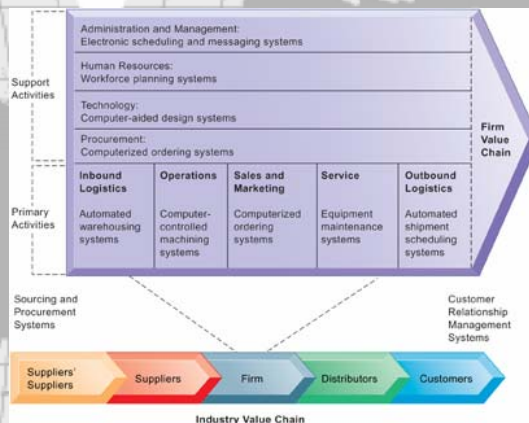 Administration and Management:
Electronic scheduling and messaging systems
Human Resources:
Workforce planning systems
Support
Activities
Technology:
Computer-aided design systems
Procurement:
Computerized ordering systems
Firm
Value
Chain
Primary
Activities
Inbound
Logistics
Automated
warehousing
systems
Operations
Computer-
controlled
machining
systems
Sales and
Marketing
Computerized
ordering
systems
Service
Equipment
maintenance
systems
Outbound
Logistics
Automated
shipment
scheduling
systems
Sourcing and
Procurement
Systems
Customer
Relationship
Management
Systems
Suppliers'
Suppliers
Suppliers
Firm
Distributors
Customers
Industry Value Chain